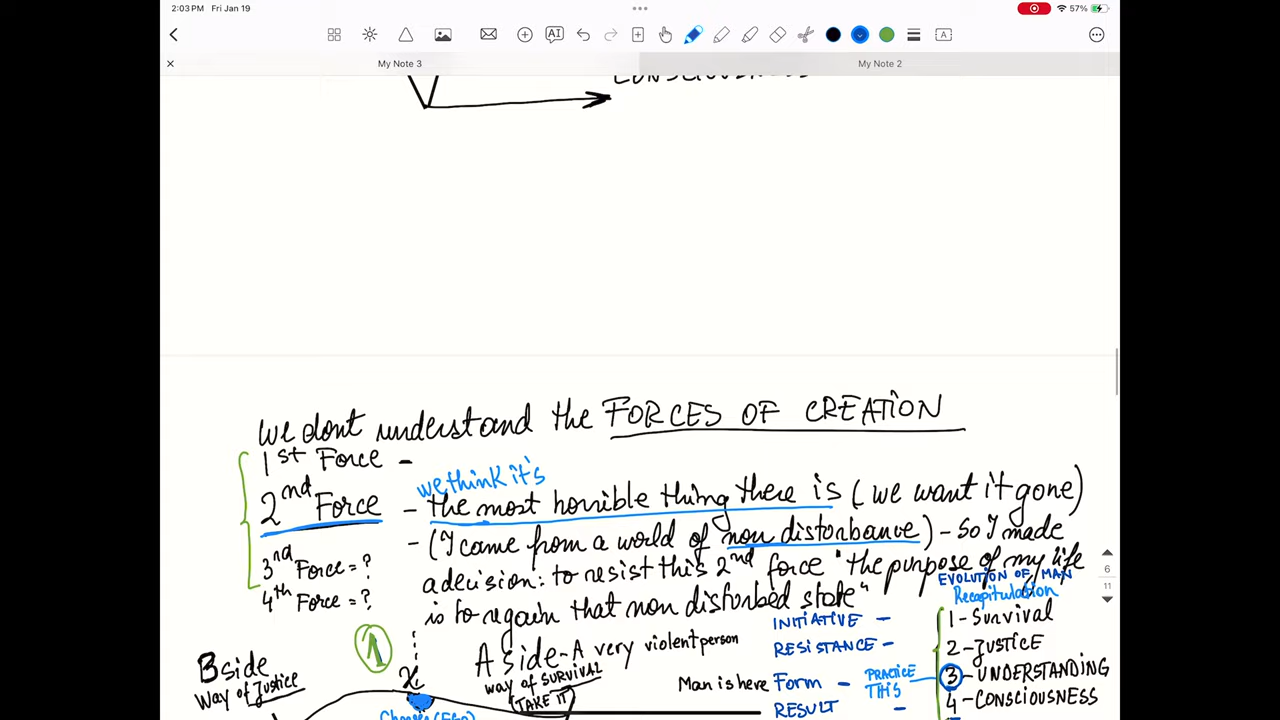 2:03 PM Fri Jan 19
57%
My Note 3
My Note 2
CONSCIOUSNESS
We dont understand the FORCES OF CREATION
1st Force -
we think it's
2nd Force - the most horrible thing there is (we want it gone)
- (I came from a world of non disturbance) - So I made
a decision: to resist this 2nd force "the purpose of my life
is to regain that non disturbed state"
3rd Force = ?
4th Force = ?
6
11
EVOLUTION OF MAN
Recapitulation
1
INITIATIVE -
RESISTANCE -
Man is here Form -
RESULT -
PRACTICE
THIS
1 - Survival
2 - Justice
3 - UNDERSTANDING
4 - CONSCIOUSNESS
B side
Way of Justice
X
A side - A very violent person
way of SURVIVAL
(TAKE IT)